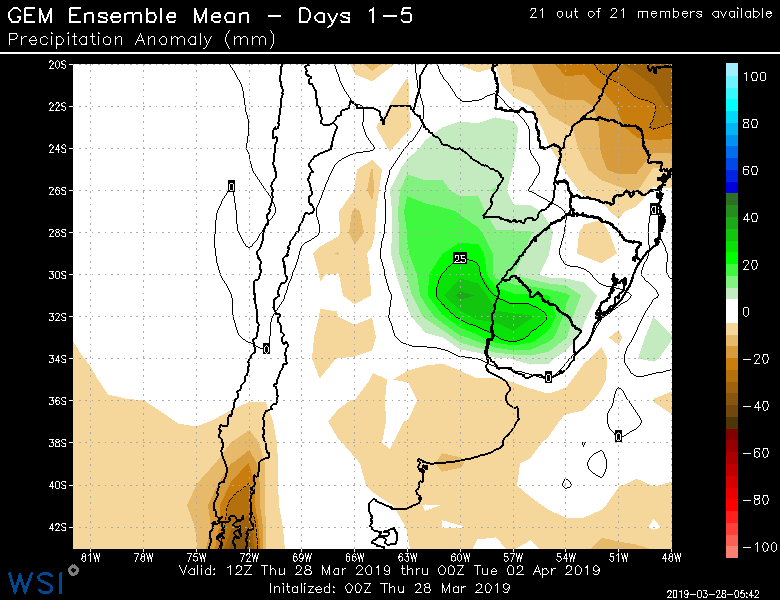 GEM Ensemble Mean – Days 1–5
21 out of 21 members available
Precipitation Anomaly (mm)
20S
22S
24S
26S
28S
30S
32S
34S
36S
38S
40S
42S
0
0
25
0
0
0
100
80
60
40
20
0
−20
−40
−60
−80
−100
81W 78W 75W 72W 69W 66W 63W 60W 57W 54W 51W 48W
Valid: 12Z Thu 28 Mar 2019 thru 00Z Tue 02 Apr 2019
Initalized: 00Z Thu 28 Mar 2019
WSI
2019-03-28-05:42